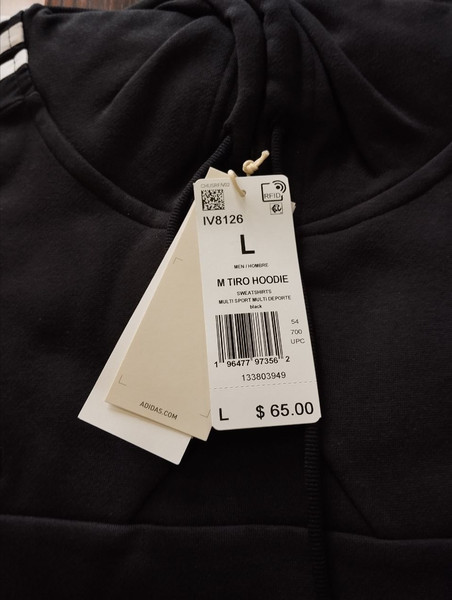 RFID
IV8126
L
MEN / HOMBRE
M TIRO HOODIE
SWEATSHIRTS
MULTI SPORT MULTI DEPORTE
black
54
700
UPC
1 96477 97356 2
133803949
L $ 65.00
ADIDAS.COM